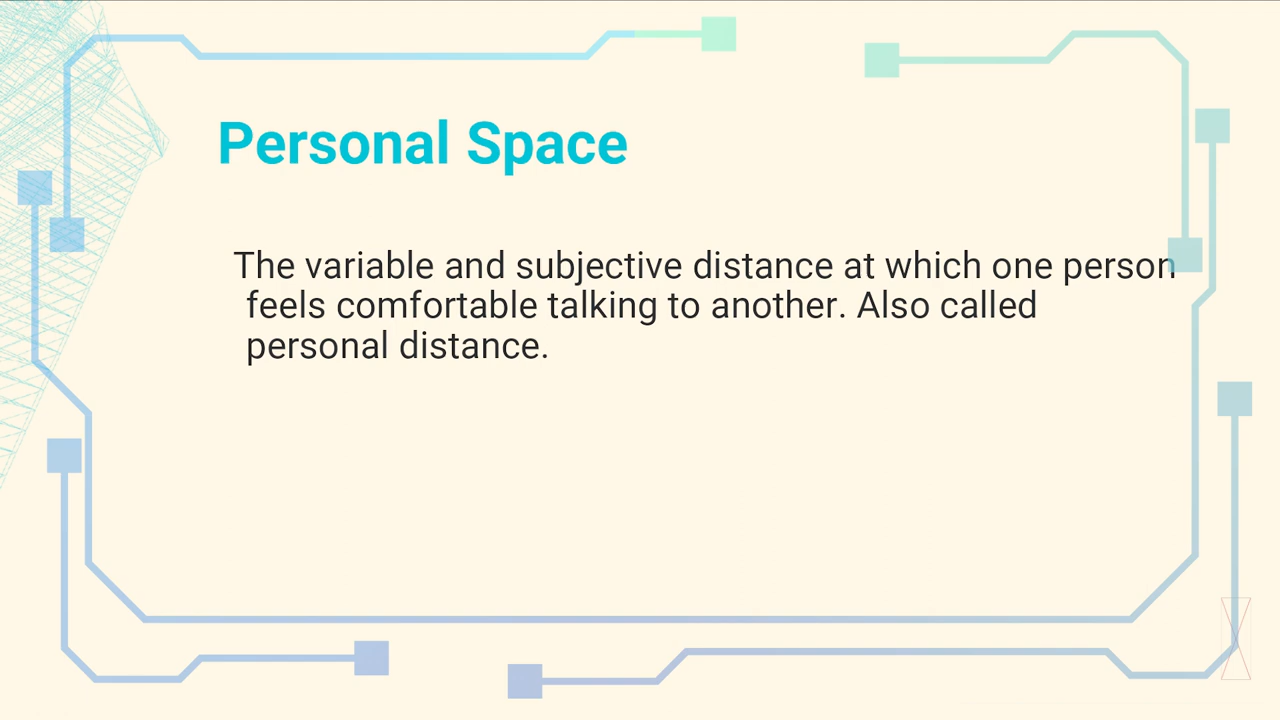 Personal Space
The variable and subjective distance at which one person
feels comfortable talking to another. Also called
personal distance.